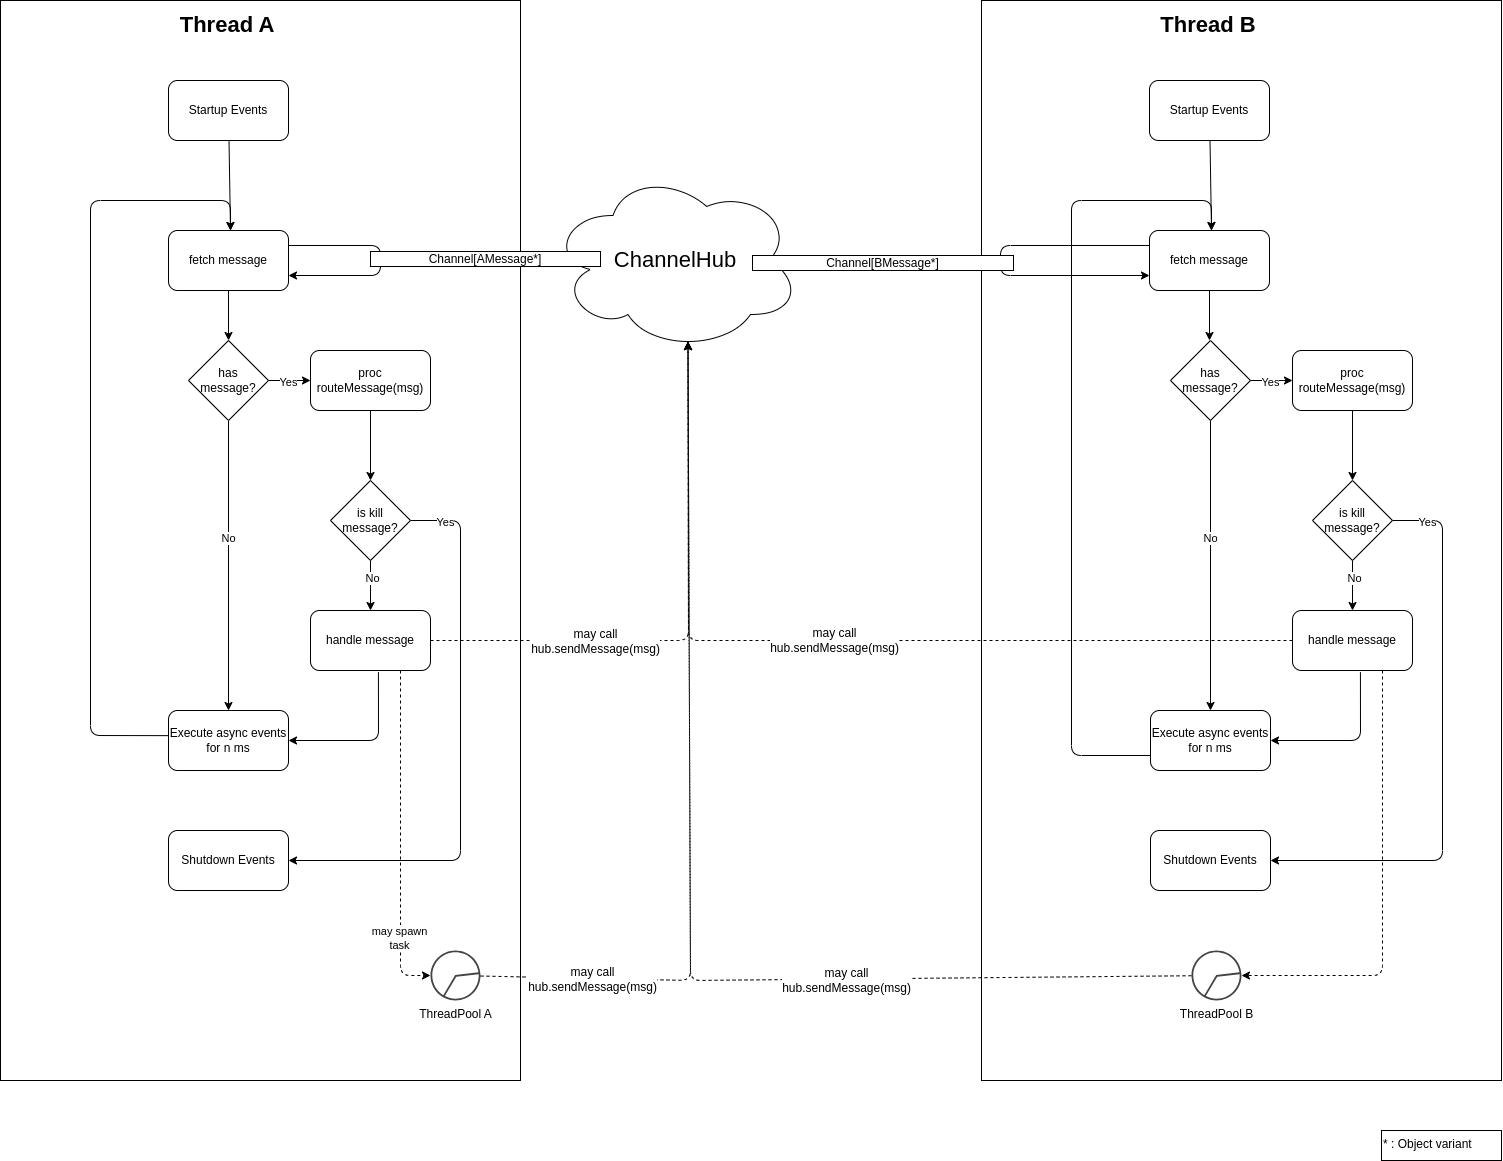 Thread A
Startup Events
fetch message
Channel[AMessage*]
has
message?
Yes
proc
routeMessage(msg)
is kill
message?
Yes
No
No
handle message
may call
hub.sendMessage(msg)
Execute async events
for n ms
Shutdown Events
may spawn
task
ThreadPool A
may call
hub.sendMessage(msg)
ChannelHub
Thread B
Startup Events
Channel[BMessage*]
fetch message
has
message?
Yes
proc
routeMessage(msg)
is kill
message?
Yes
No
No
may call
hub.sendMessage(msg)
handle message
Execute async events
for n ms
Shutdown Events
may call
hub.sendMessage(msg)
ThreadPool B
* : Object variant